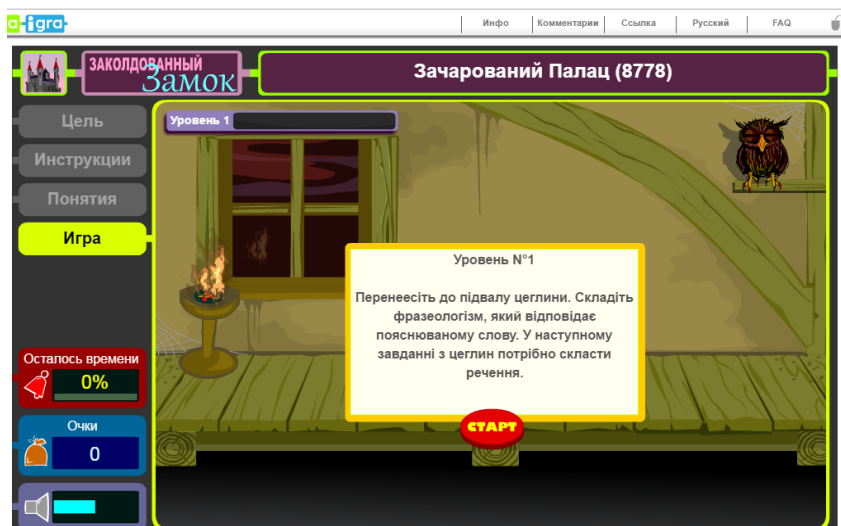 a-igra-
Инфо
Комментарии
Ссылка
Русский
FAQ
ЗАКОЛДОВАННЫЙ
Замок
Зачарований Палац (8778)
Цель
Инструкции
Понятия
Игра
Уровень 1
Уровень N°1
Перенеесіть до підвалу цеглини. Складіть
фразеологізм, який відповідає
пояснюваному слову. У наступному
завданні з цеглин потрібно скласти
речення.
СТАРТ
Осталось времени
0%
Очки
0